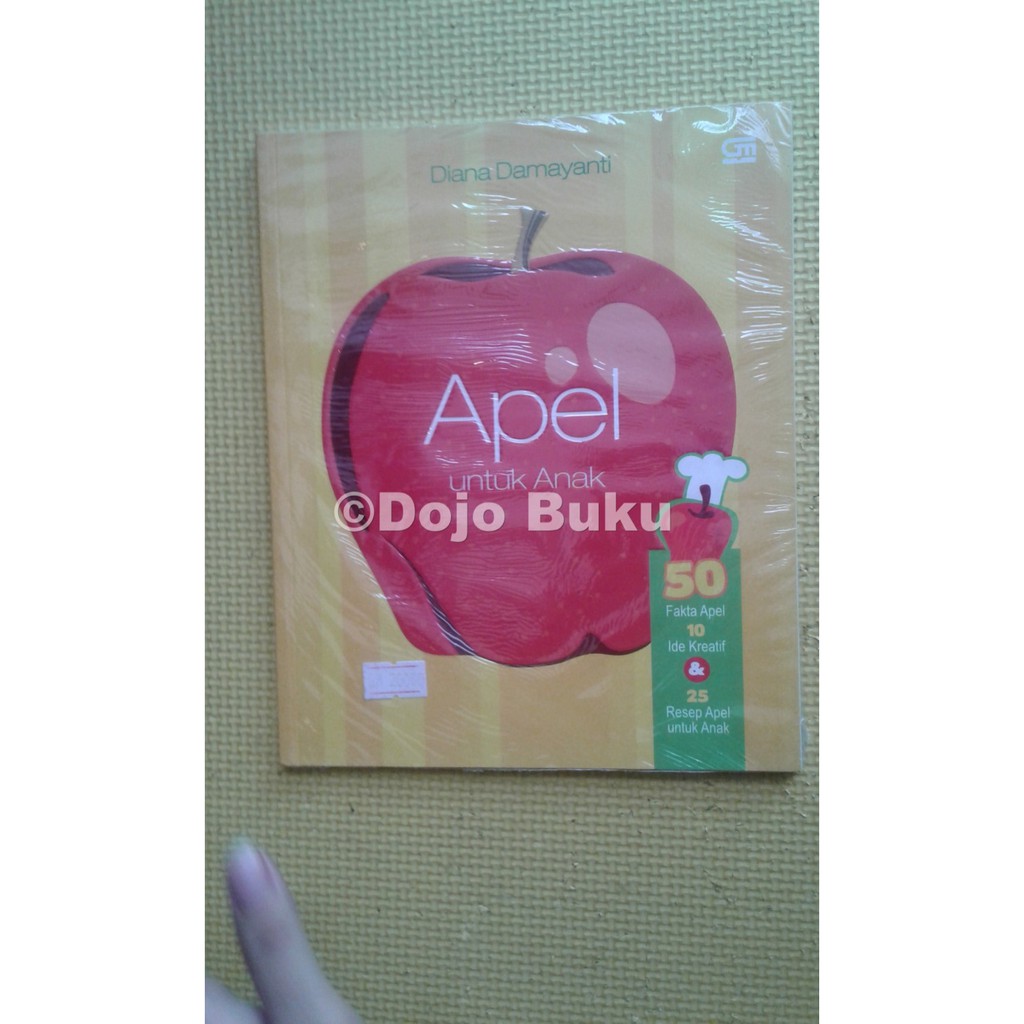 Diana Damayanti
Apel
untuk Anak
©Dojo Buku
50
Fakta Apel
10
Ide Kreatif
&
25
Resep Apel
untuk Anak